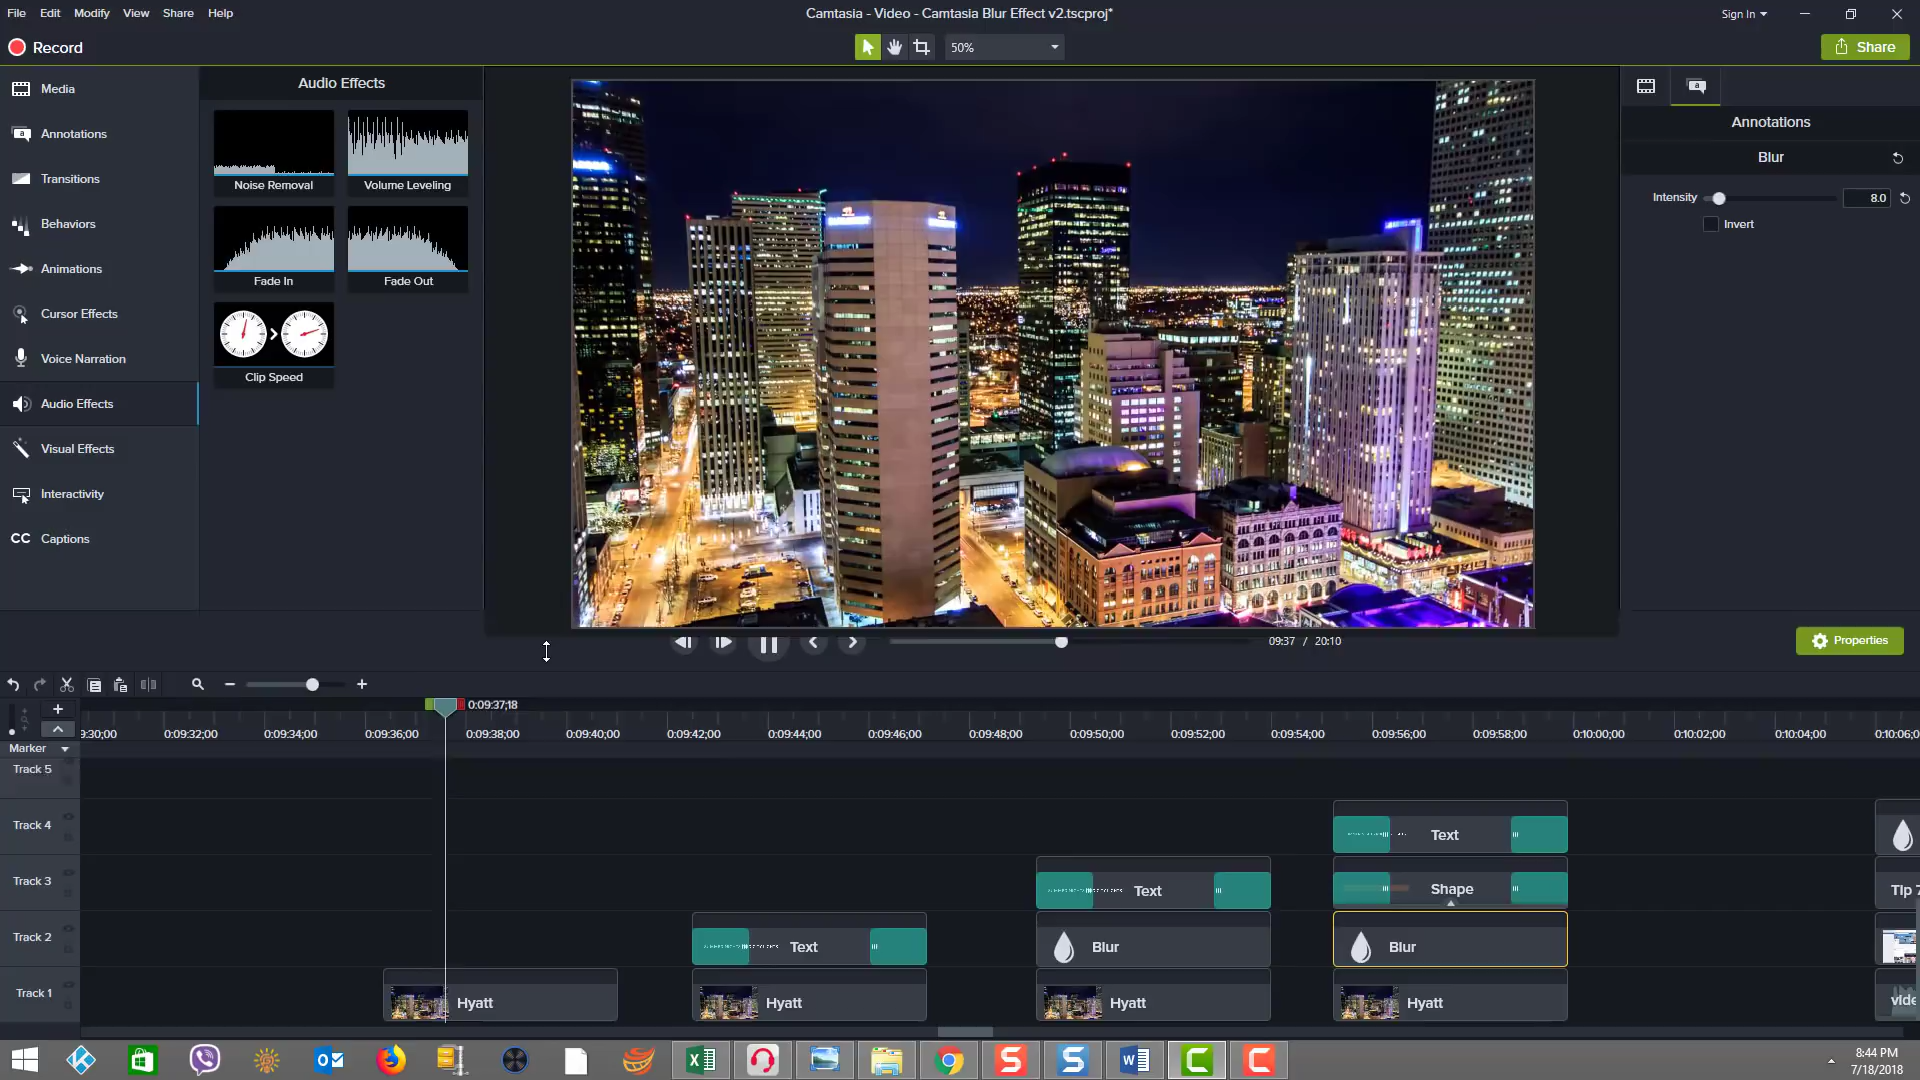 File Edit Modify View Share Help
Camtasia - Video - Camtasia Blur Effect v2.tscproj*
Sign In
Record
50%
Share
Media
Annotations
Transitions
Behaviors
Animations
Cursor Effects
Voice Narration
Audio Effects
Visual Effects
Interactivity
CC Captions
Audio Effects
Noise Removal
Volume Leveling
Fade In
Fade Out
Clip Speed
Annotations
Blur
Intensity 8.0
Invert
09:37 / 20:10
Properties
0:09:37;18
9:30;00 0:09:32;00 0:09:34;00 0:09:36;00 0:09:38;00 0:09:40;00 0:09:42;00 0:09:44;00 0:09:46;00 0:09:48;00 0:09:50;00 0:09:52;00 0:09:54;00 0:09:56;00 0:09:58;00 0:10:00;00 0:10:02;00 0:10:04;00 0:10:06;0
Marker
Track 5
Track 4
Text
Track 3
Text
Shape
Tip 7
Track 2
Text
Blur
Blur
Track 1
Hyatt
Hyatt
Hyatt
Hyatt
vide
8:44 PM
7/18/2018